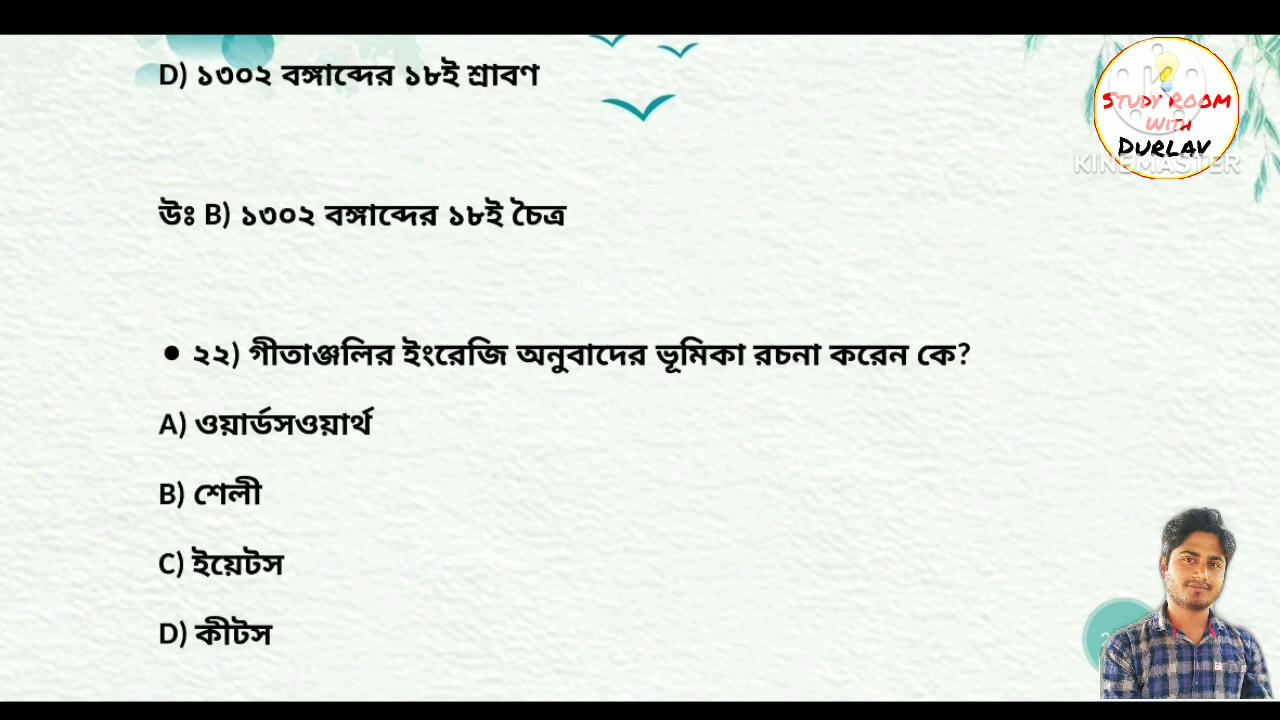 D) ১৩০২ বঙ্গাব্দের ১৮ই শ্রাবণ
STUDY ROOM
WITH
DURLAV
KINEMASTER
উঃ B) ১৩০২ বঙ্গাব্দের ১৮ই চৈত্র
• ২২) গীতাঞ্জলির ইংরেজি অনুবাদের ভূমিকা রচনা করেন কে?
A) ওয়ার্ডসওয়ার্থ
B) শেলী
C) ইয়েটস
D) কীটস